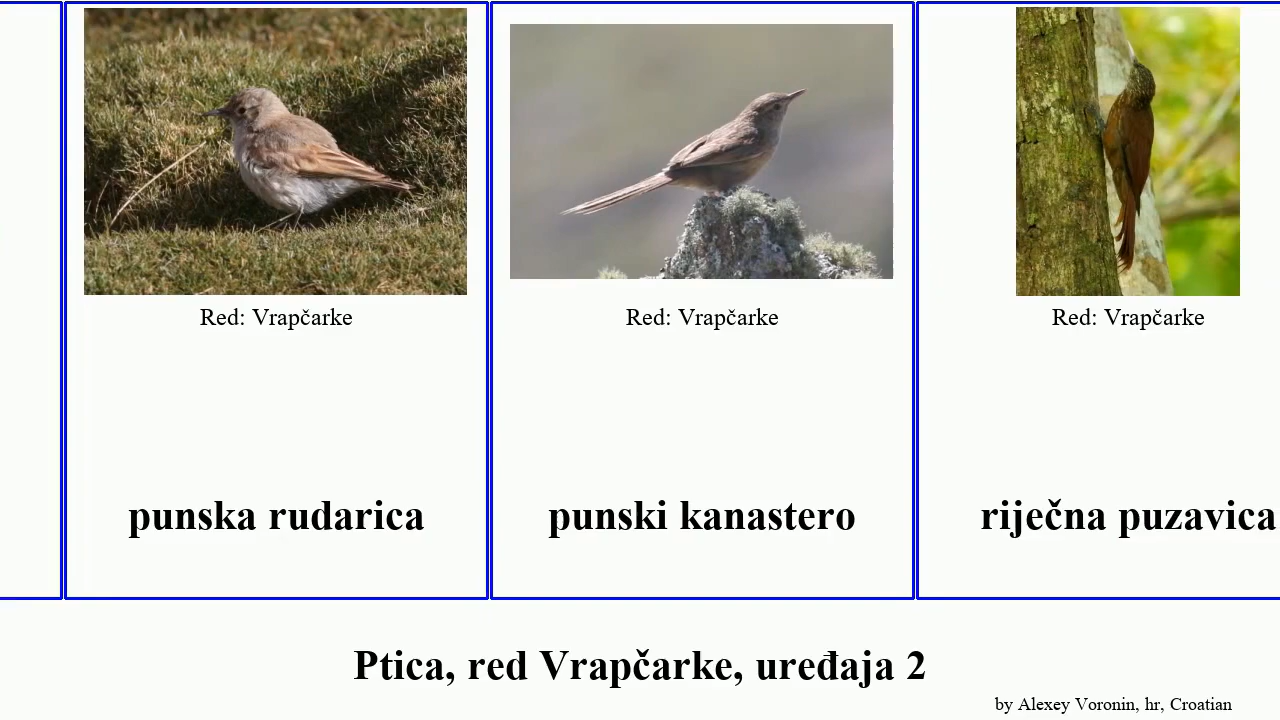 Red: Vrapčarke
punska rudarica
Red: Vrapčarke
punski kanastero
Red: Vrapčarke
riječna puzavica
Ptica, red Vrapčarke, uređaja 2
by Alexey Voronin, hr, Croatian